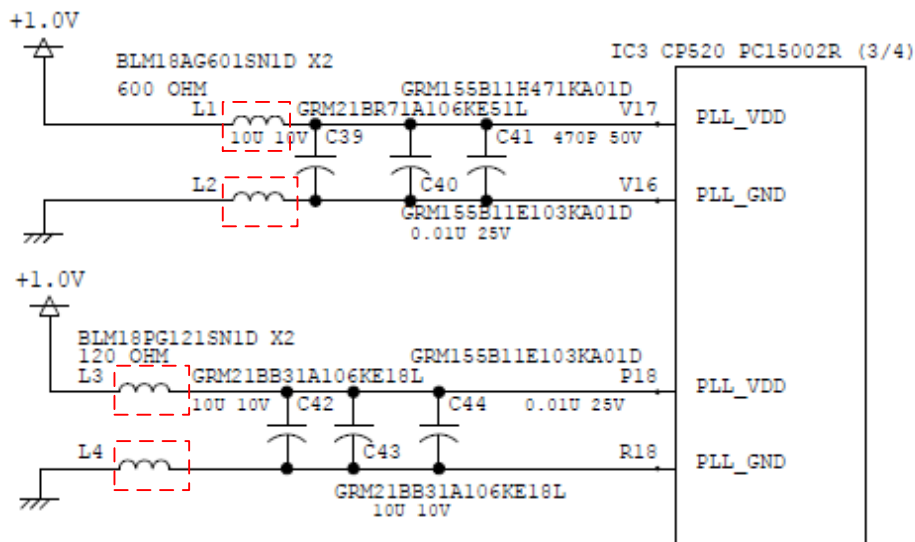 +1.0V
IC3 CP520 PC15002R (3/4)
BLM18AG601SN1D X2
600 OHM
GRM155B11H471KA01D
L1
GRM21BR71A106KE51L
V17
PLL_VDD
10U 10V
C39
C41
470P 50V
L2
C40
V16
PLL_GND
GRM155B11E103KA01D
0.01U 25V
+1.0V
BLM18PG121SN1D X2
120 OHM
GRM155B11E103KA01D
L3
GRM21BB31A106KE18L
P18
PLL_VDD
10U 10V
C42
C44
0.01U 25V
L4
C43
R18
PLL_GND
GRM21BB31A106KE18L
10U 10V